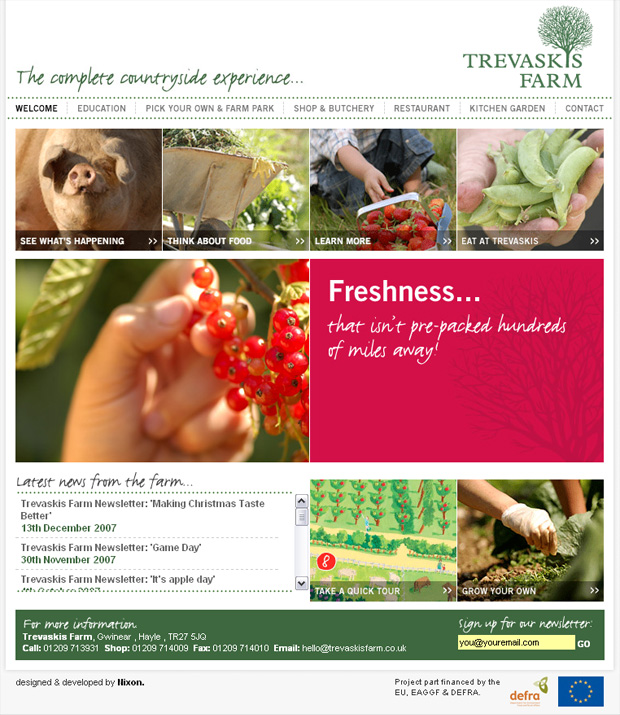 The complete countryside experience...
TREVASKIS
FARM
WELCOME
EDUCATION
PICK YOUR OWN & FARM PARK
SHOP & BUTCHERY
RESTAURANT
KITCHEN GARDEN
CONTACT
SEE WHAT'S HAPPENING >>
THINK ABOUT FOOD >>
LEARN MORE >>
EAT AT TREVASKIS >>
Freshness...
that isn't pre-packed hundreds
of miles away!
Latest news from the farm...
Trevaskis Farm Newsletter: 'Making Christmas Taste
Better'
13th December 2007
Trevaskis Farm Newsletter: 'Game Day'
30th November 2007
Trevaskis Farm Newsletter: 'It's apple day'
4th October 2007
8
TAKE A QUICK TOUR >>
GROW YOUR OWN >>
For more information
Trevaskis Farm, Gwinear , Hayle , TR27 5JQ
Call: 01209 713931 Shop: 01209 714009 Fax: 01209 714010 Email: hello@trevaskisfarm.co.uk
Sign up for our newsletter:
you@youremail.com GO
designed & developed by Nixon.
Project part financed by the
EU, EAGGF & DEFRA.
defra